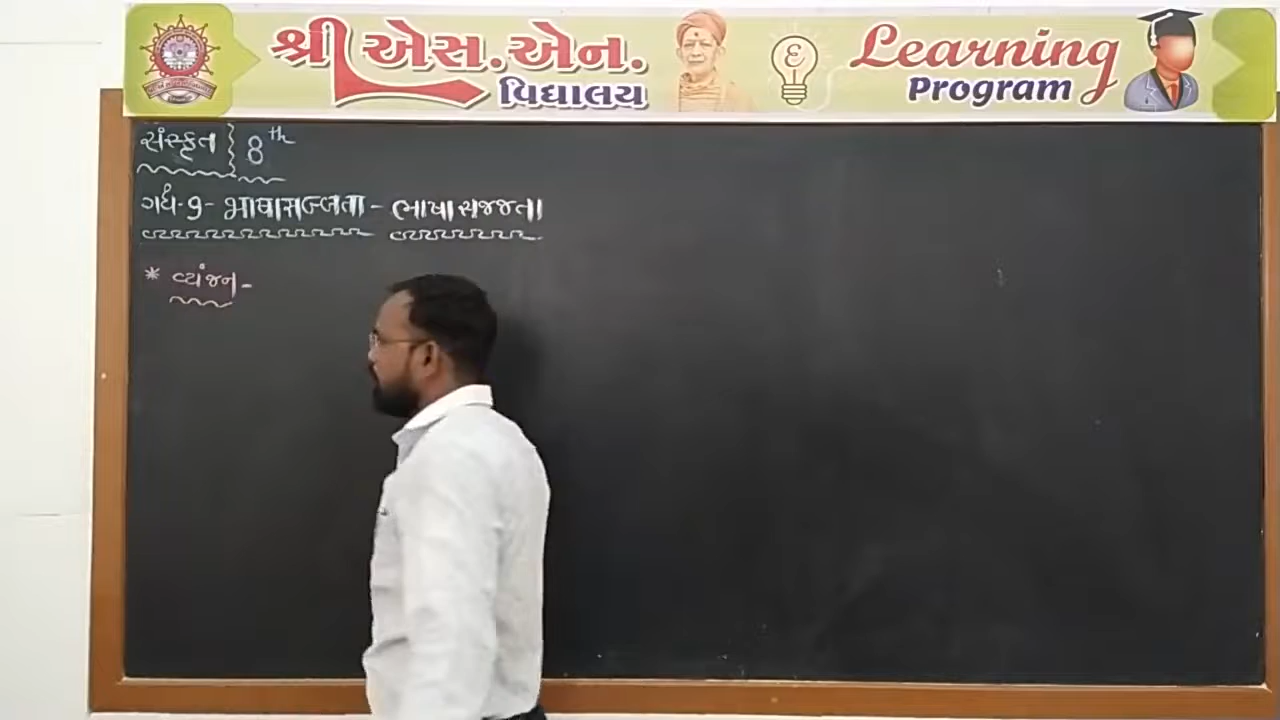 શ્રી એસ.એન.
વિદ્યાલય
Learning
Program
સંસ્કૃત } 8th
ગદ્ય-9- भाषासज्जता - ભાષા સજ્જતા
* વ્યંજન -